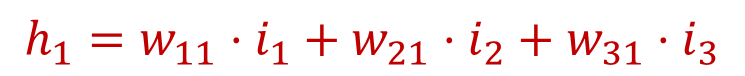 h₁ = w₁₁ · i₁ + w₂₁ · i₂ + w₃₁ · i₃